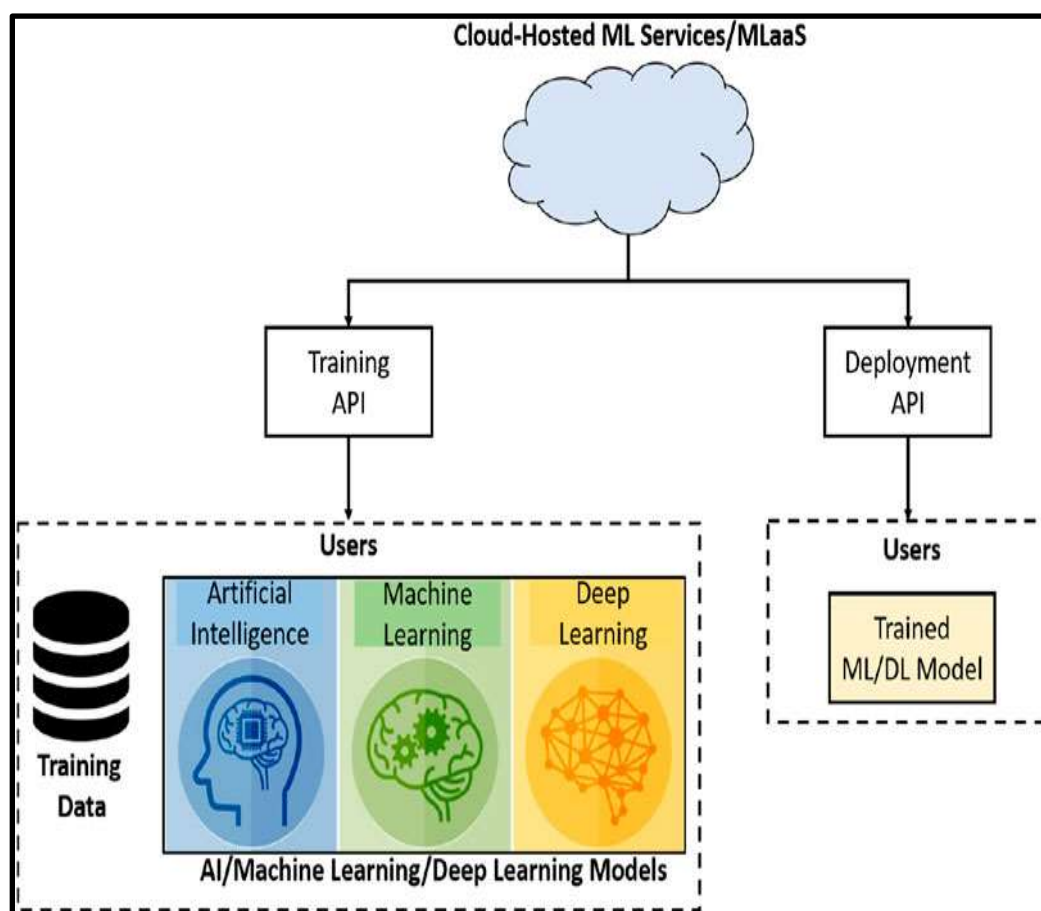 Cloud-Hosted ML Services/MLaaS
Training
API
Deployment
API
Users
Artificial
Intelligence
Machine
Learning
Deep
Learning
Training
Data
AI/Machine Learning/Deep Learning Models
Users
Trained
ML/DL Model